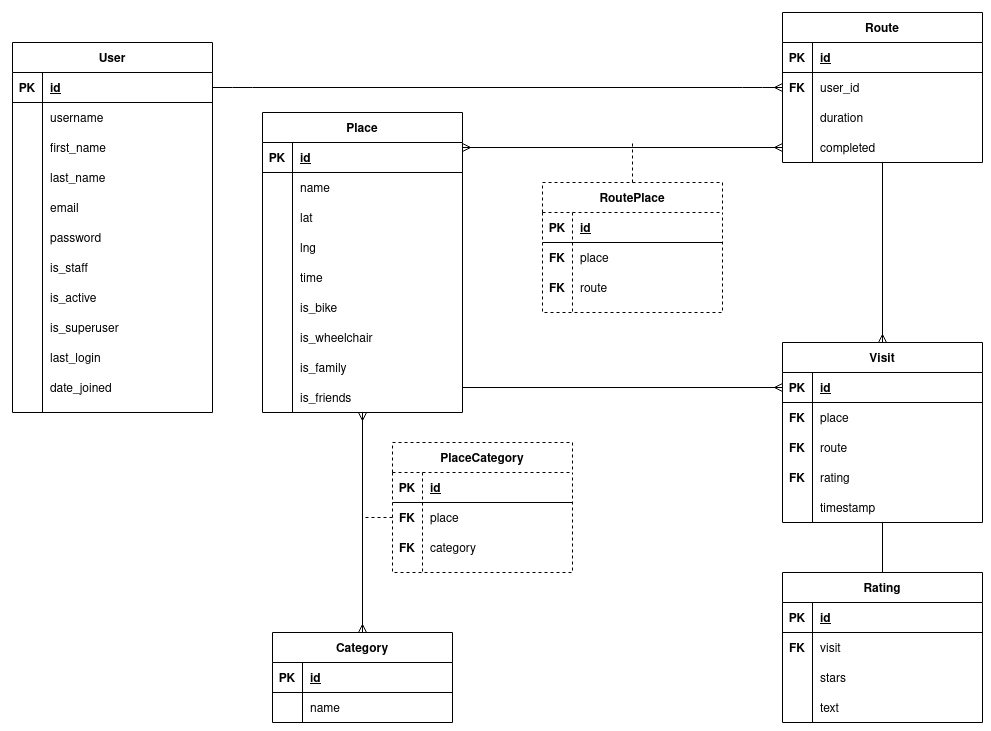 User
PK id
username
first_name
last_name
email
password
is_staff
is_active
is_superuser
last_login
date_joined
Place
PK id
name
lat
lng
time
is_bike
is_wheelchair
is_family
is_friends
Route
PK id
FK user_id
duration
completed
RoutePlace
PK id
FK place
FK route
Visit
PK id
FK place
FK route
FK rating
timestamp
PlaceCategory
PK id
FK place
FK category
Category
PK id
name
Rating
PK id
FK visit
stars
text